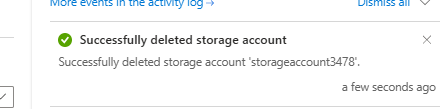 More events in the activity log→
Dismiss all
Successfully deleted storage account
Successfully deleted storage account 'storageaccount3478'.
a few seconds ago